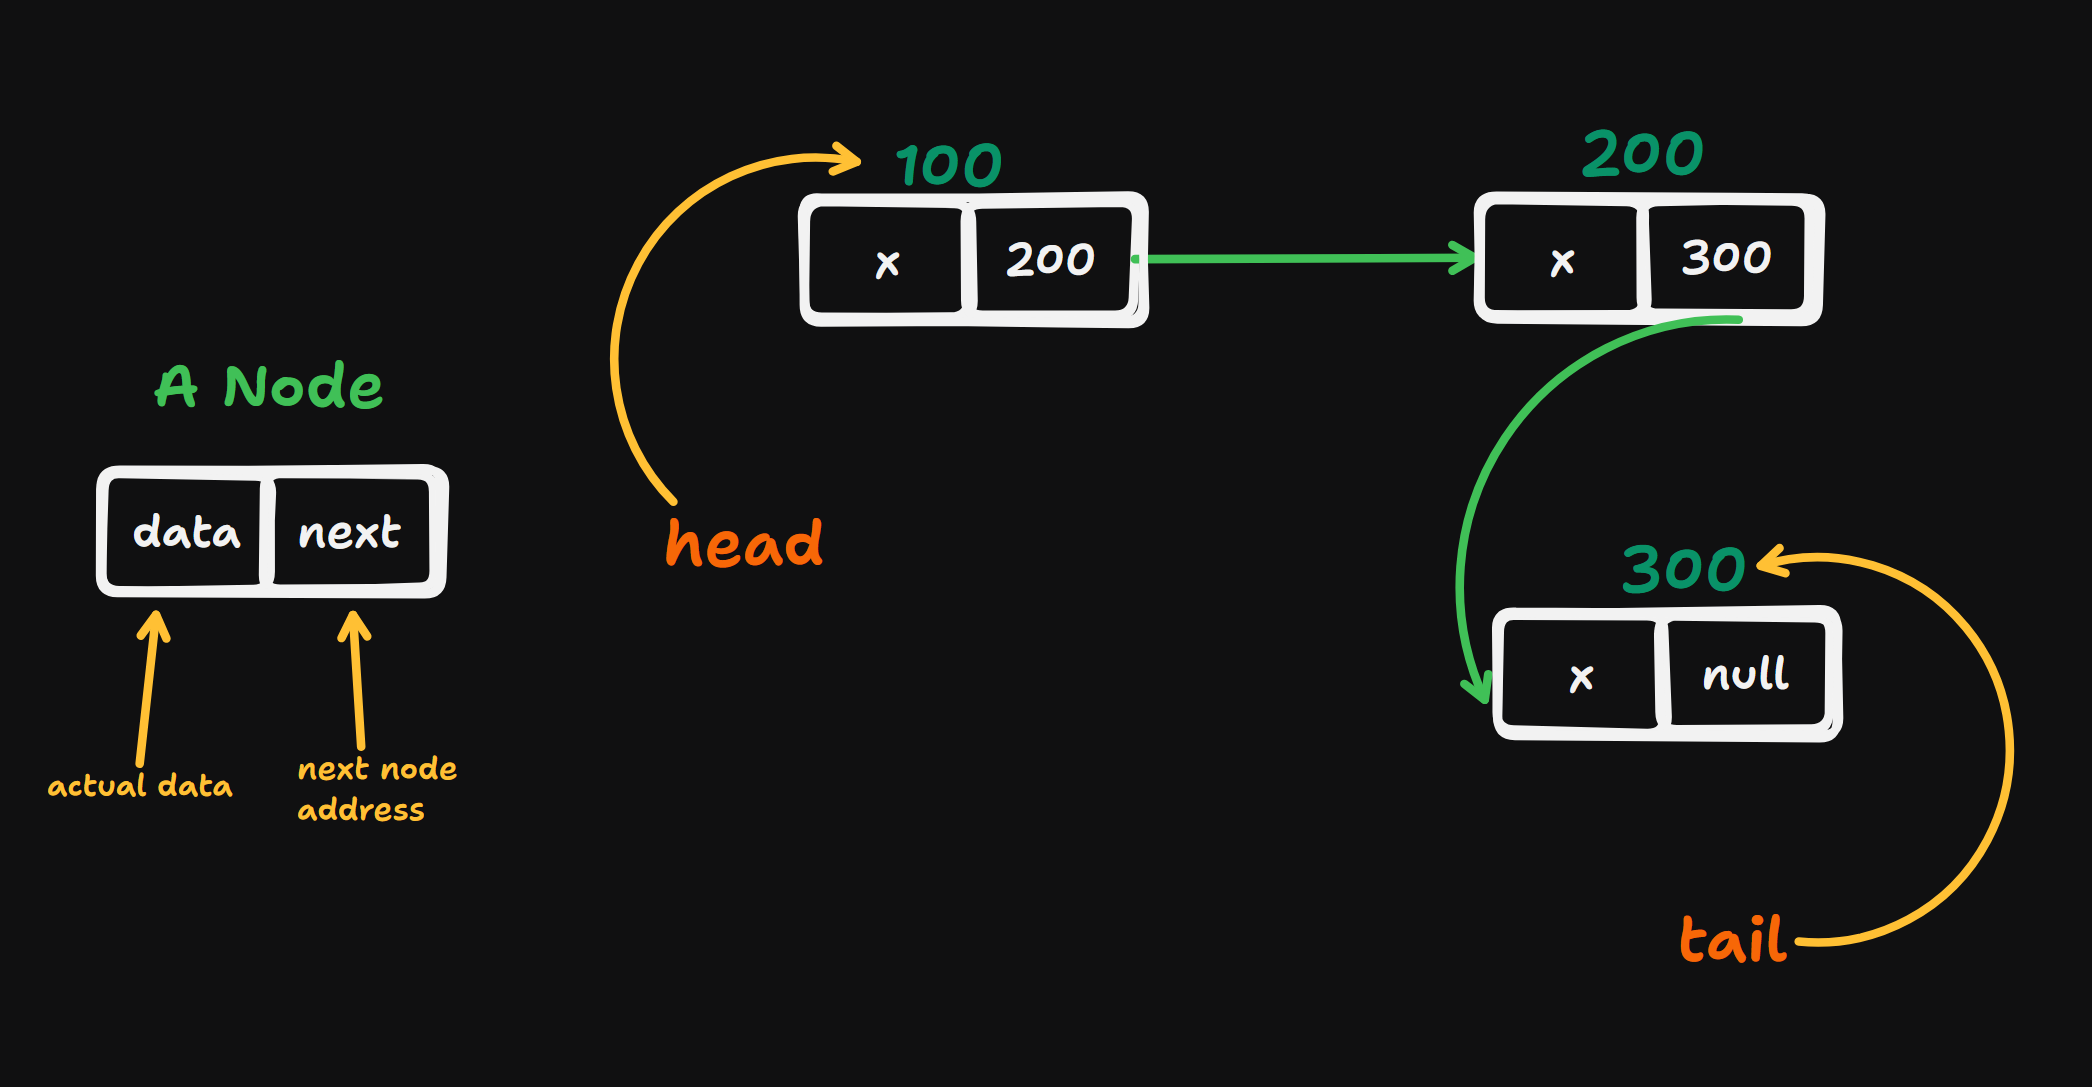 A Node
data next
actual data
next node
address
head
100
x 200
200
x 300
300
x null
tail